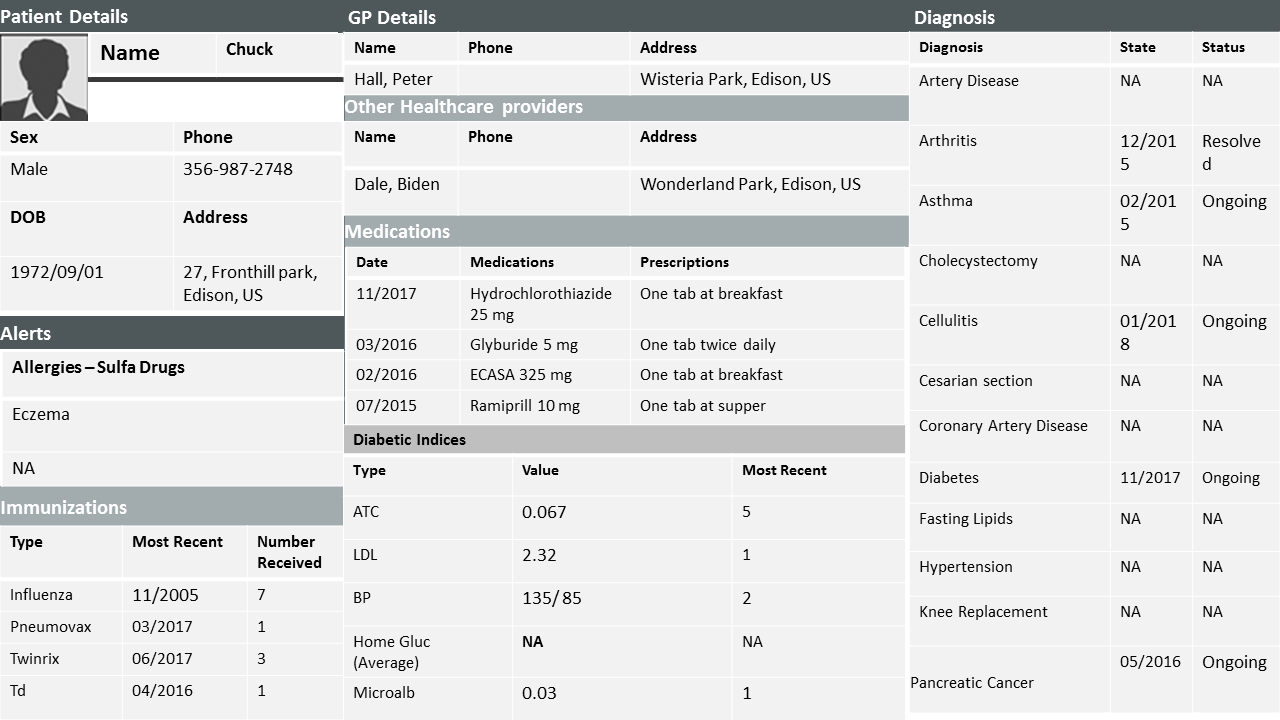 Patient Details
Name Chuck
Sex Phone
Male 356-987-2748
DOB Address
1972/09/01 27, Fronthill park,
Edison, US
Alerts
Allergies – Sulfa Drugs
Eczema
NA
Immunizations
Type Most Recent Number
Received
Influenza 11/2005 7
Pneumovax 03/2017 1
Twinrix 06/2017 3
Td 04/2016 1
GP Details
Name Phone Address
Hall, Peter Wisteria Park, Edison, US
Other Healthcare providers
Name Phone Address
Dale, Biden Wonderland Park, Edison, US
Medications
Date Medications Prescriptions
11/2017 Hydrochlorothiazide One tab at breakfast
25 mg
03/2016 Glyburide 5 mg One tab twice daily
02/2016 ECASA 325 mg One tab at breakfast
07/2015 Ramiprill 10 mg One tab at supper
Diabetic Indices
Type Value Most Recent
ATC 0.067 5
LDL 2.32 1
BP 135/ 85 2
Home Gluc NA NA
(Average)
Microalb 0.03 1
Diagnosis
Diagnosis State Status
Artery Disease NA NA
Arthritis 12/201 Resolve
5 d
Asthma 02/201 Ongoing
5
Cholecystectomy NA NA
Cellulitis 01/201 Ongoing
8
Cesarian section NA NA
Coronary Artery Disease NA NA
Diabetes 11/2017 Ongoing
Fasting Lipids NA NA
Hypertension NA NA
Knee Replacement NA NA
05/2016 Ongoing
Pancreatic Cancer